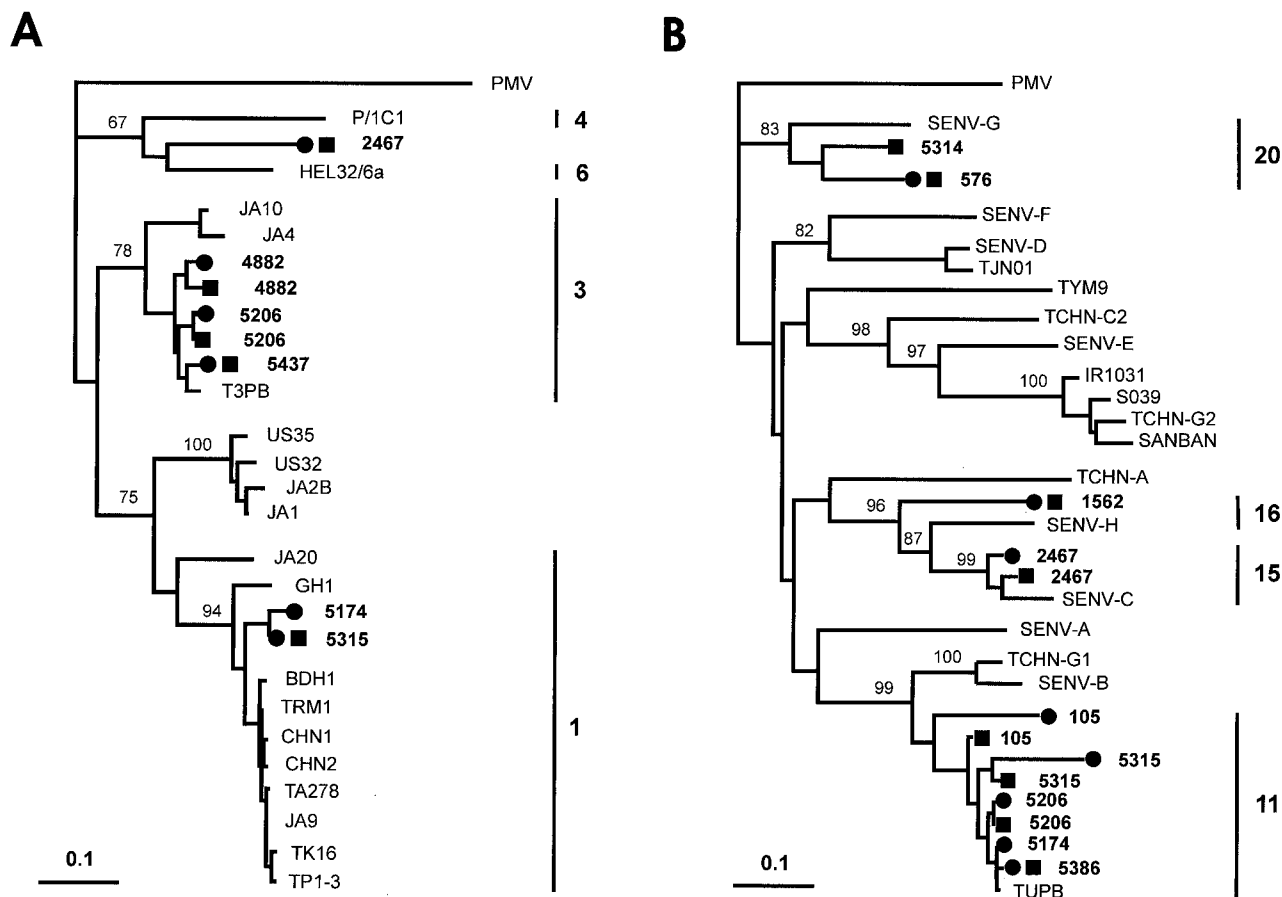 A
PMV
67
P/1C1
4
2467
HEL32/6a
6
JA10
JA4
78
4882
4882
3
5206
5206
5437
T3PB
US35
100
US32
JA2B
75
JA1
JA20
GH1
94
5174
5315
BDH1
TRM1
1
CHN1
CHN2
TA278
JA9
TK16
TP1-3
0.1
B
PMV
SENV-G
83
5314
20
576
SENV-F
82
SENV-D
TJN01
TYM9
TCHN-C2
98
SENV-E
97
IR1031
100
S039
TCHN-G2
SANBAN
TCHN-A
96
1562
16
SENV-H
87
2467
99
15
2467
SENV-C
SENV-A
100
TCHN-G1
SENV-B
99
105
105
5315
5315
5206
11
5206
5174
5386
TUPB
0.1